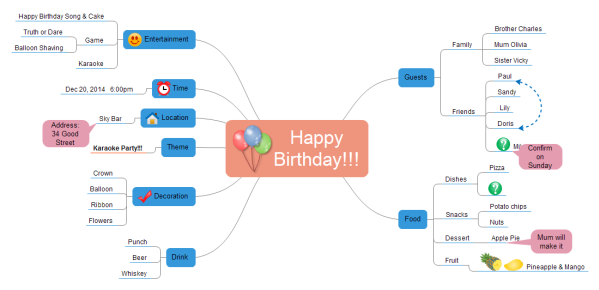 Happy Birthday Song & Cake
Truth or Dare
Balloon Shaving
Game
Karaoke
Entertainment
Dec 20, 2014 6:00pm
Time
Address:
34 Good
Street
Sky Bar
Location
Karaoke Party!!!
Theme
Crown
Balloon
Ribbon
Flowers
Decoration
Punch
Beer
Whiskey
Drink
Happy
Birthday!!!
Guests
Family
Brother Charles
Mum Olivia
Sister Vicky
Friends
Paul
Sandy
Lily
Doris
Confirm
on
Sunday
Food
Dishes
Pizza
Snacks
Potato chips
Nuts
Dessert
Apple Pie
Mum will
make it
Fruit
Pineapple & Mango